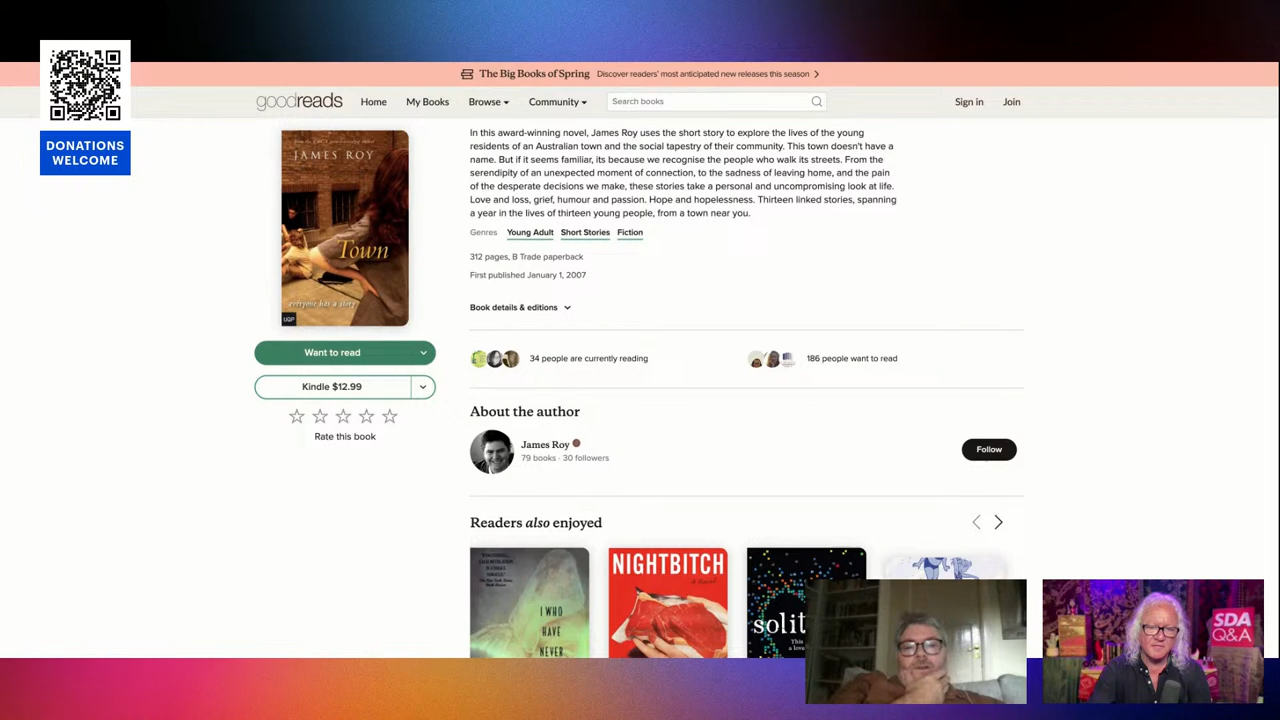 DONATIONS
WELCOME
The Big Books of Spring Discover readers' most anticipated new releases this season
goodreads Home My Books Browse Community Search books Sign in Join
JAMES ROY
Town
everyone has a story
UQP
Want to read
Kindle $12.99
Rate this book
In this award-winning novel, James Roy uses the short story to explore the lives of the young
residents of an Australian town and the social tapestry of their community. This town doesn't have a
name. But if it seems familiar, its because we recognise the people who walk its streets. From the
serendipity of an unexpected moment of connection, to the sadness of leaving home, and the pain
of the desperate decisions we make, these stories take a personal and uncompromising look at life.
Love and loss, grief, humour and passion. Hope and hopelessness. Thirteen linked stories, spanning
a year in the lives of thirteen young people, from a town near you.
Genres Young Adult Short Stories Fiction
312 pages, B Trade paperback
First published January 1, 2007
Book details & editions
34 people are currently reading 186 people want to read
About the author
James Roy
79 books · 30 followers
Follow
Readers also enjoyed
I WHO
HAVE
NEVER
NIGHTBITCH
a Novel
solit
This
a love
SDA
Q&A